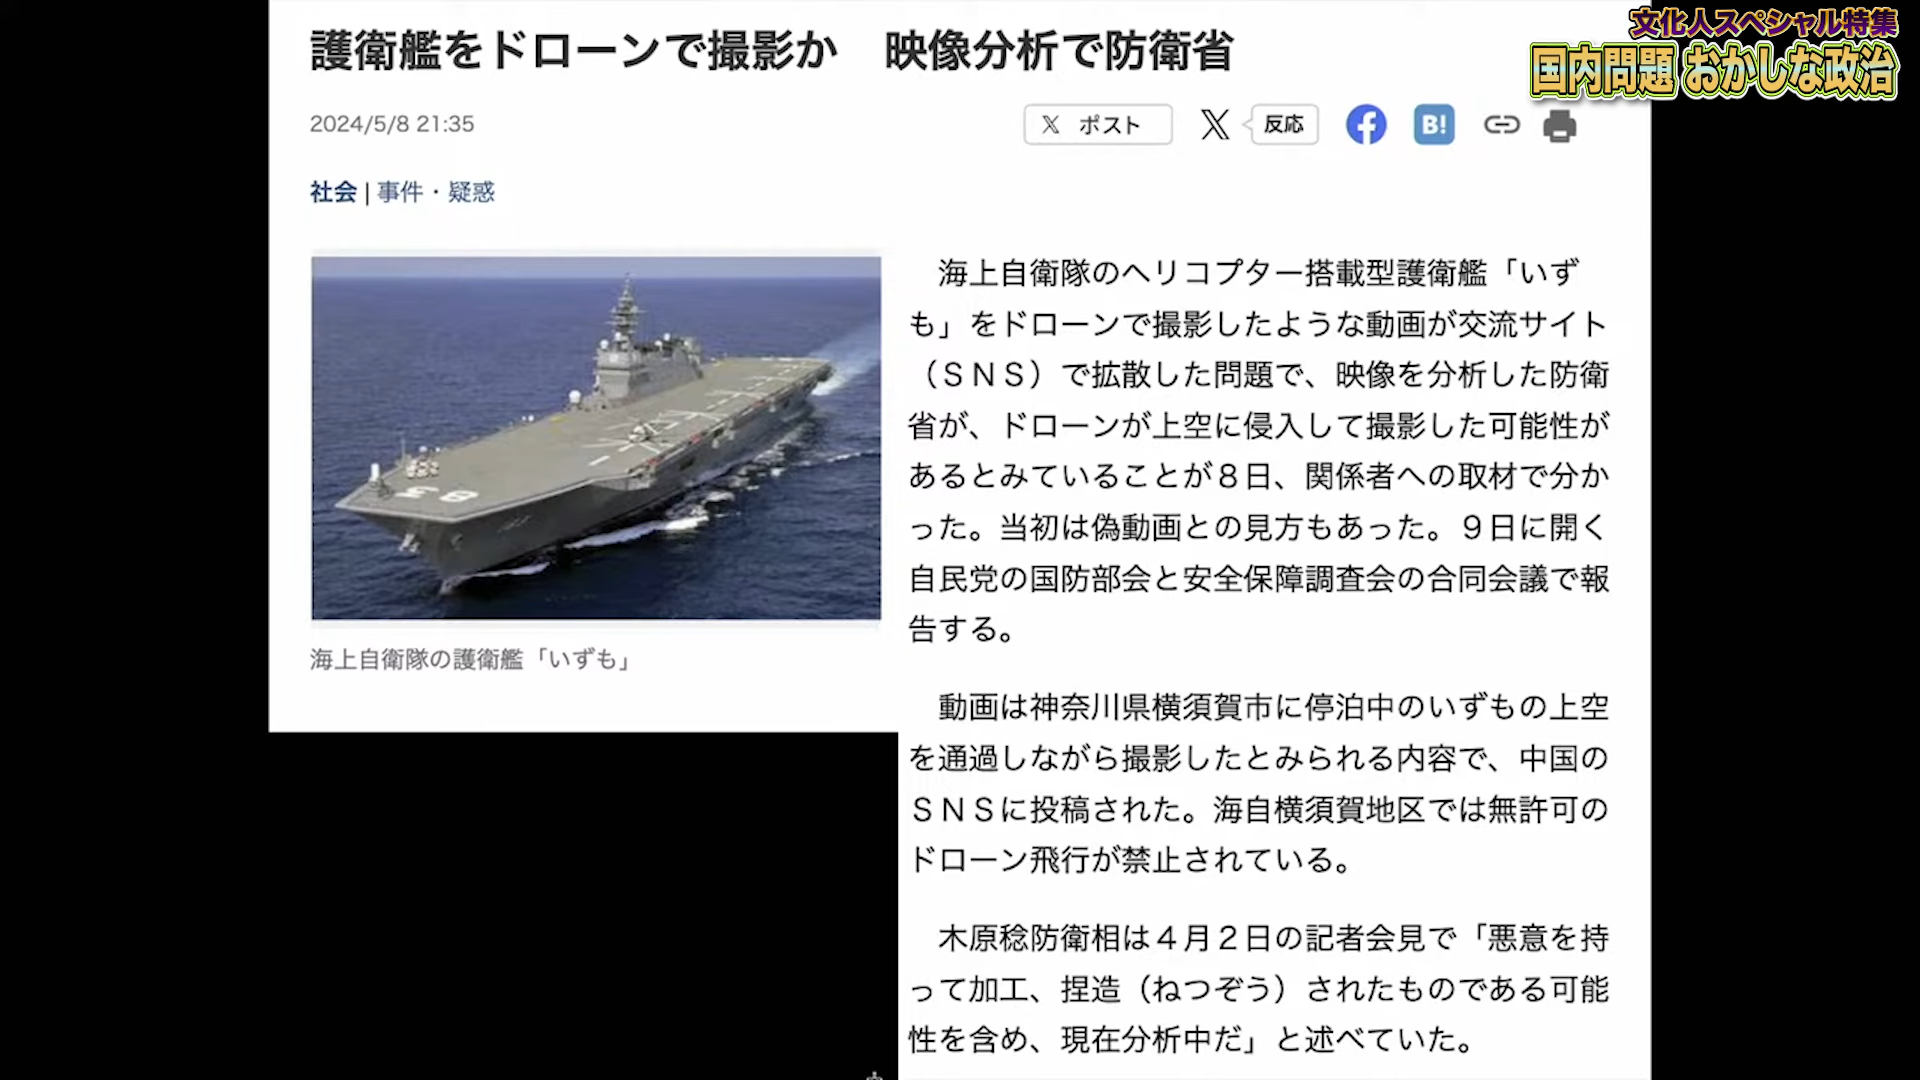 文化人スペシャル特集
国内問題 おかしな政治
護衛艦をドローンで撮影か 映像分析で防衛省
2024/5/8 21:35
X ポスト
X 反応
B!
社会 | 事件・疑惑
83
海上自衛隊の護衛艦「いずも」
海上自衛隊のヘリコプター搭載型護衛艦「いず
も」をドローンで撮影したような動画が交流サイト
（ＳＮＳ）で拡散した問題で、映像を分析した防衛
省が、ドローンが上空に侵入して撮影した可能性が
あるとみていることが８日、関係者への取材で分か
った。当初は偽動画との見方もあった。９日に開く
自民党の国防部会と安全保障調査会の合同会議で報
告する。
動画は神奈川県横須賀市に停泊中のいずもの上空
を通過しながら撮影したとみられる内容で、中国の
ＳＮＳに投稿された。海自横須賀地区では無許可の
ドローン飛行が禁止されている。
木原稔防衛相は４月２日の記者会見で「悪意を持
って加工、捏造（ねつぞう）されたものである可能
性を含め、現在分析中だ」と述べていた。